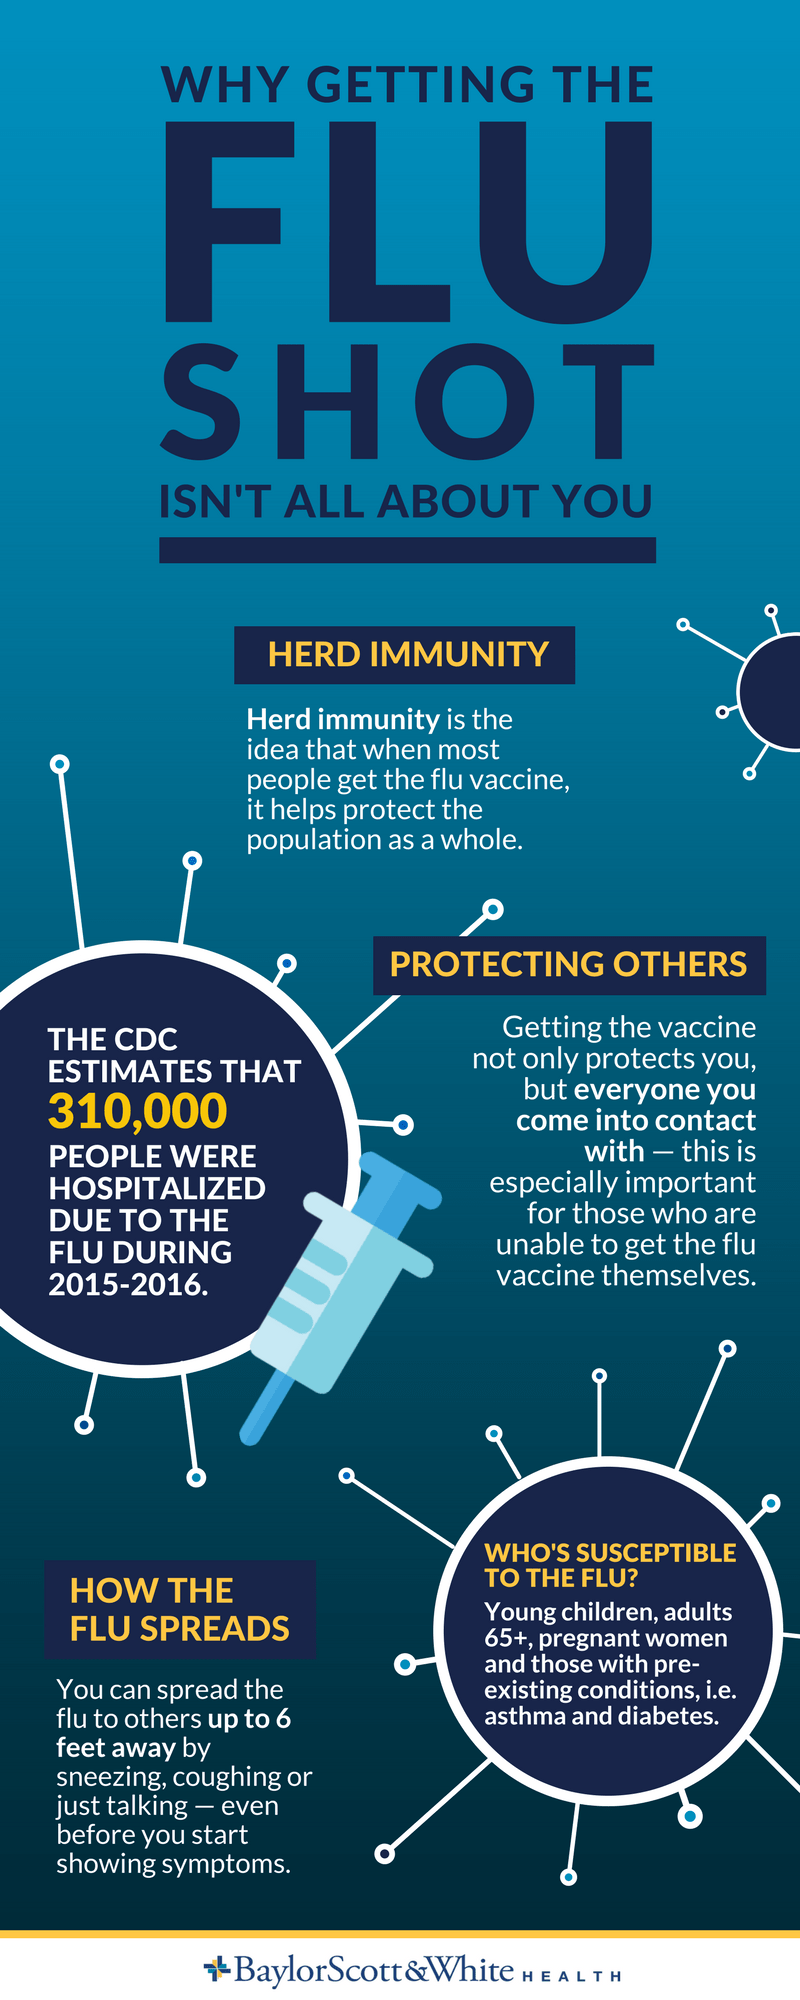 WHY GETTING THE
FLU
SHOT
ISN'T ALL ABOUT YOU
HERD IMMUNITY
Herd immunity is the
idea that when most
people get the flu vaccine,
it helps protect the
population as a whole.
PROTECTING OTHERS
Getting the vaccine
not only protects you,
but everyone you
come into contact
with — this is
especially important
for those who are
unable to get the flu
vaccine themselves.
THE CDC
ESTIMATES THAT
310,000
PEOPLE WERE
HOSPITALIZED
DUE TO THE
FLU DURING
2015-2016.
WHO'S SUSCEPTIBLE
TO THE FLU?
Young children, adults
65+, pregnant women
and those with pre-
existing conditions, i.e.
asthma and diabetes.
HOW THE
FLU SPREADS
You can spread the
flu to others up to 6
feet away by
sneezing, coughing or
just talking — even
before you start
showing symptoms.
BaylorScott&White HEALTH